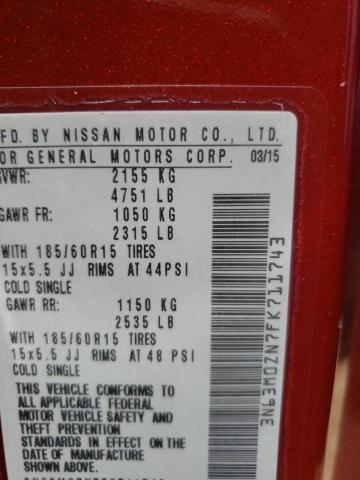 MFD. BY NISSAN MOTOR CO., LTD.
FOR GENERAL MOTORS CORP. 03/15
GVWR: 2155 KG
4751 LB
GAWR FR: 1050 KG
2315 LB
WITH 185/60R15 TIRES
15x5.5 JJ RIMS AT 44PSI
COLD SINGLE
GAWR RR: 1150 KG
2535 LB
WITH 185/60R15 TIRES
15x5.5 JJ RIMS AT 48 PSI
COLD SINGLE
THIS VEHICLE CONFORMS TO
ALL APPLICABLE FEDERAL
MOTOR VEHICLE SAFETY AND
THEFT PREVENTION
STANDARDS IN EFFECT ON THE
DATE OF MANUFACTURE
SHOWN ABOVE
3N63M0ZN7FK711743